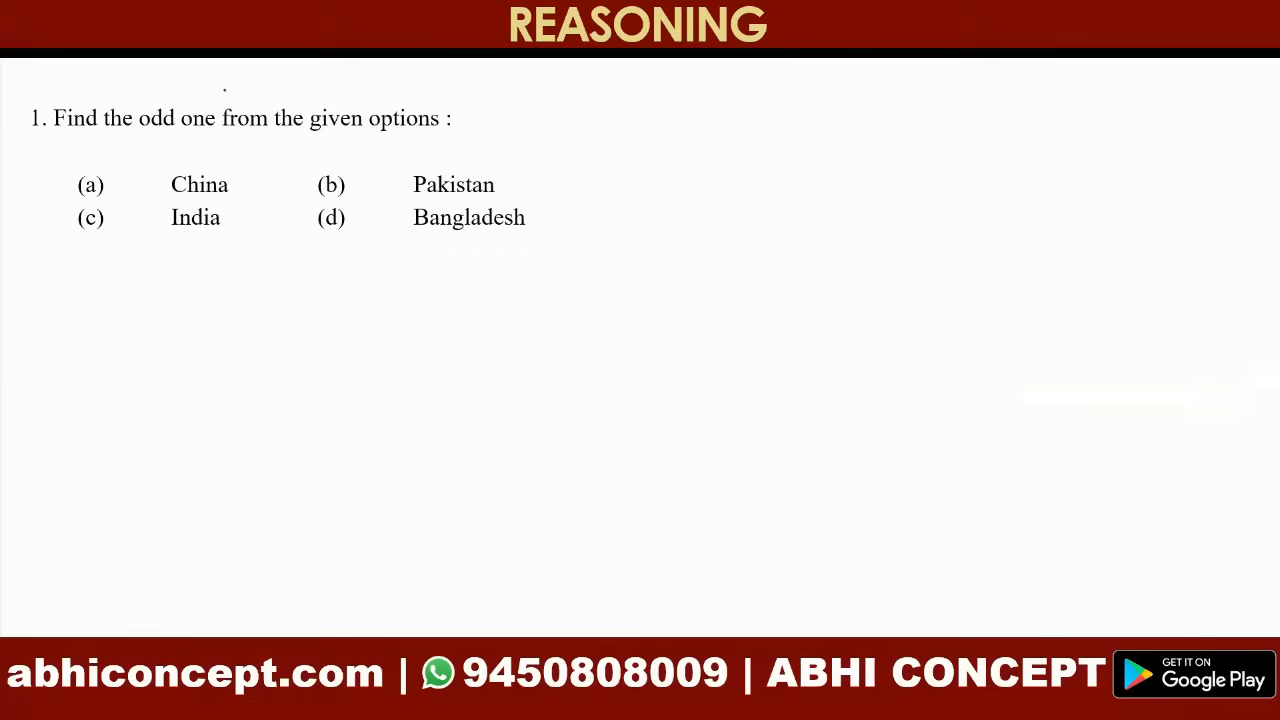 REASONING
1. Find the odd one from the given options :
(a) China (b) Pakistan
(c) India (d) Bangladesh
abhiconcept.com | 9450808009 | ABHI CONCEPT GET IT ON Google Play